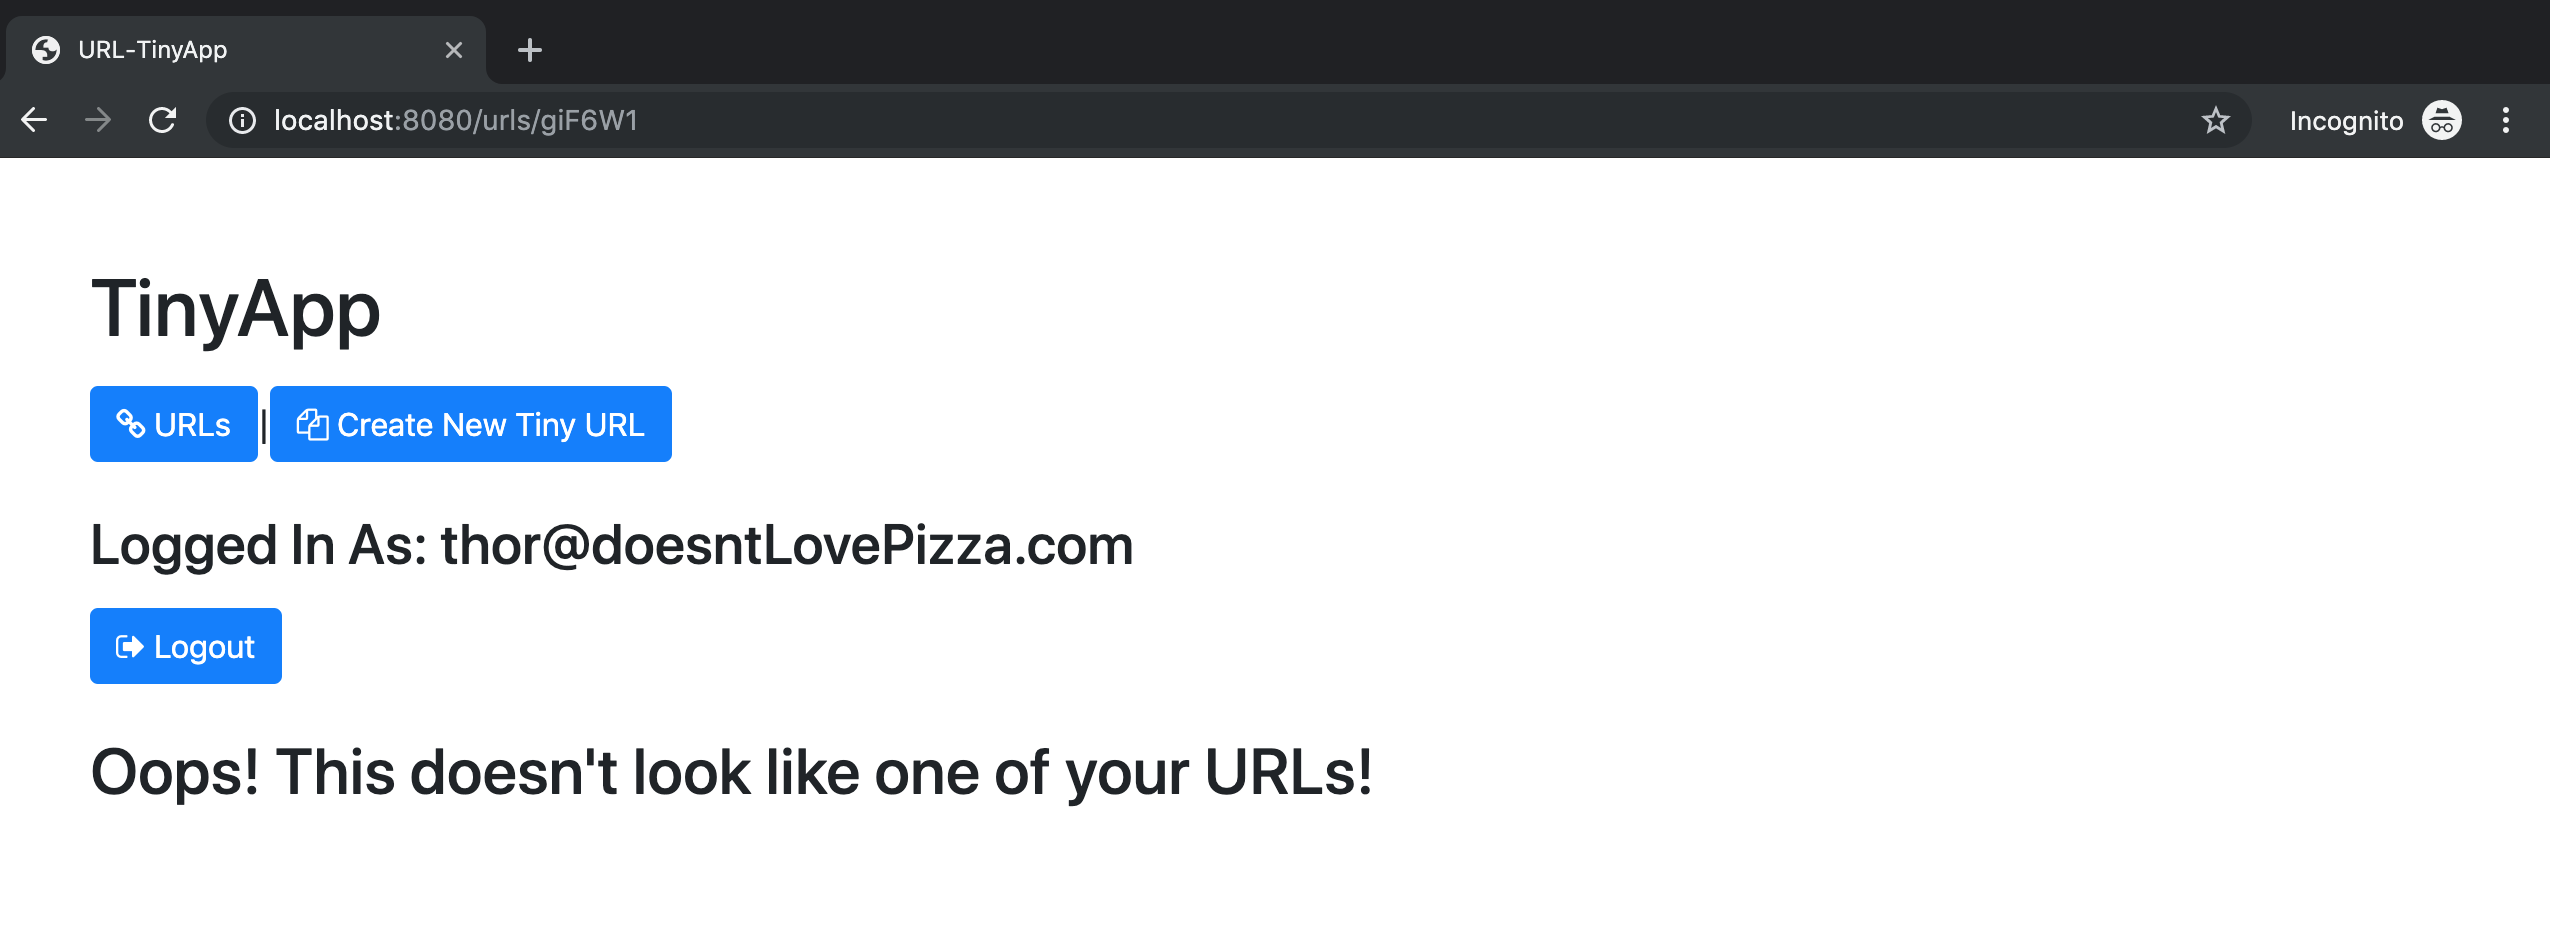 URL-TinyApp
localhost:8080/urls/giF6W1
Incognito
TinyApp
URLs | Create New Tiny URL
Logged In As: thor@doesntLovePizza.com
Logout
Oops! This doesn't look like one of your URLs!